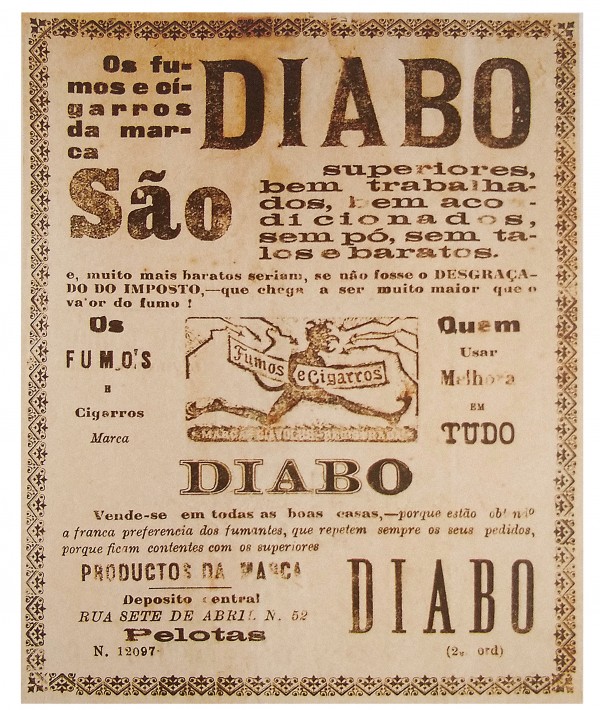 Os fu-
mos e ci-
garros
da mar-
ca
DIABO
São
superiores,
bem trabalha-
dos, bem aco-
dicionados,
sem pó, sem ta-
los e baratos.
e, muito mais baratos seriam, se não fosse o DESGRAÇA-
DO DO IMPOSTO,—que chega a ser muito maior que o
valor do fumo !
Os
FUMOS
E
Cigarros
Marca
Fumos e Cigarros
MARCA
Quem
Usar
Melhora
EM
TUDO
DIABO
Vende-se em todas as boas casas,—porque estão
a franca preferencia dos fumantes, que repetem sempre os seus pedidos,
porque ficam contentes com os superiores
PRODUCTOS DA MARCA
DIABO
Deposito central
RUA SETE DE ABRIL N. 52
Pelotas
N. 12097
(2ª ord)